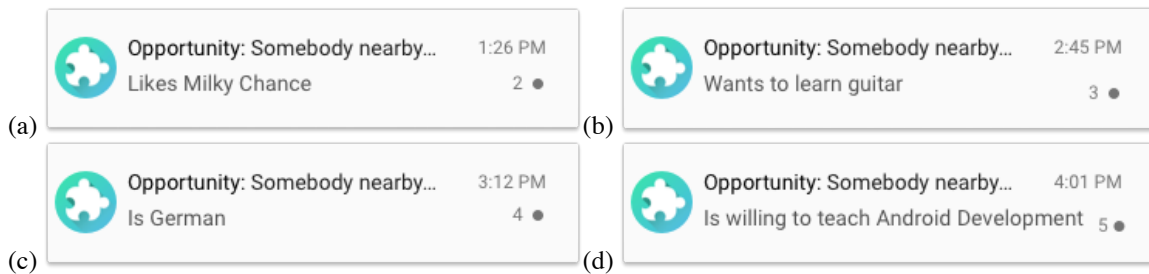 Opportunity: Somebody nearby... 1:26 PM
Likes Milky Chance 2
(a)
Opportunity: Somebody nearby... 2:45 PM
Wants to learn guitar 3
(b)
Opportunity: Somebody nearby... 3:12 PM
Is German 4
(c)
Opportunity: Somebody nearby... 4:01 PM
Is willing to teach Android Development 5
(d)